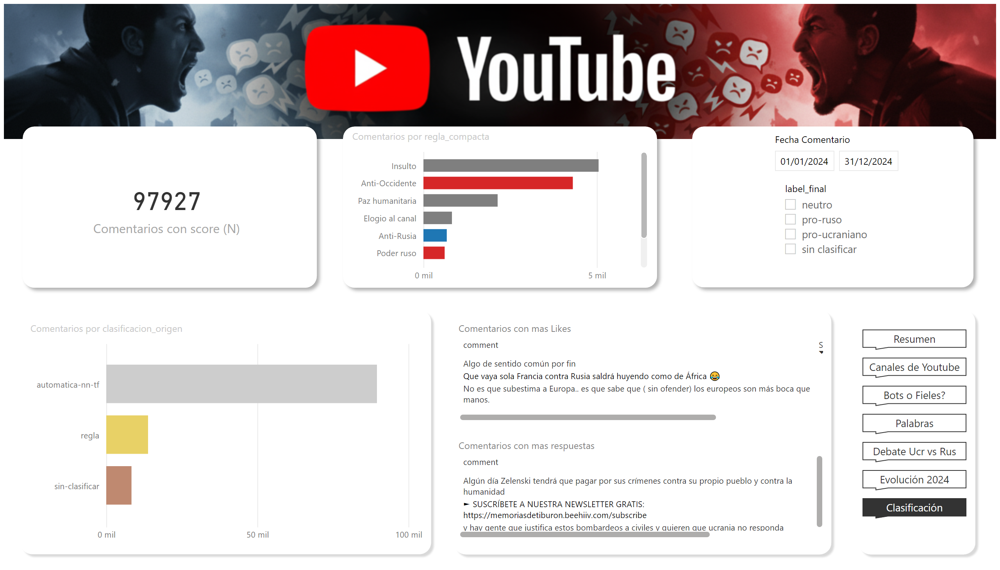 YouTube
97927
Comentarios con score (N)
Comentarios por regla_compacta
Insulto
Anti-Occidente
Paz humanitaria
Elogio al canal
Anti-Rusia
Poder ruso
0 mil
5 mil
Fecha Comentario
01/01/2024
31/12/2024
label_final
neutro
pro-ruso
pro-ucraniano
sin clasificar
Comentarios por clasificacion_origen
automatica-nn-tf
regla
sin-clasificar
0 mil
50 mil
100 mil
Comentarios con mas Likes
comment
S
Algo de sentido común por fin
Que vaya sola Francia contra Rusia saldrá huyendo como de África 😂
No es que subestima a Europa.. es que sabe que ( sin ofender) los europeos son más boca que
manos.
Comentarios con mas respuestas
comment
Algún día Zelenski tendrá que pagar por sus crímenes contra su propio pueblo y contra la
humanidad
► SUSCRÍBETE A NUESTRA NEWSLETTER GRATIS:
https://memoriasdetiburon.beehiiv.com/subscribe
y hay gente que justifica estos bombardeos a civiles y quieren que ucrania no responda
Resumen
Canales de Youtube
Bots o Fieles?
Palabras
Debate Ucr vs Rus
Evolución 2024
Clasificación